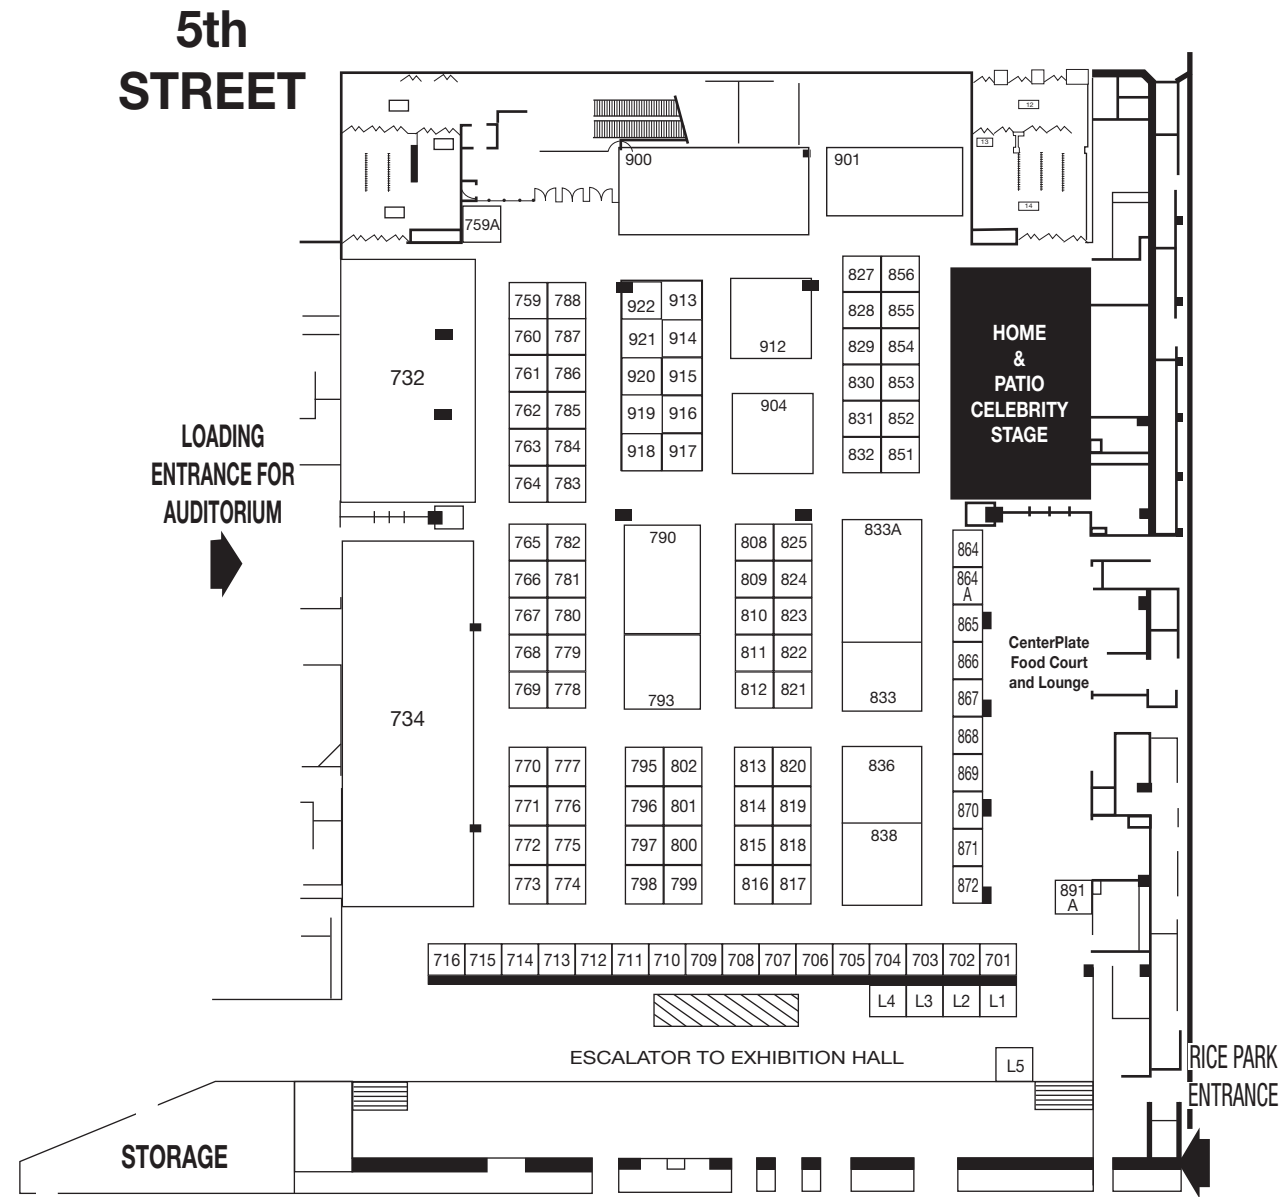 5th
STREET
12
13
14
900
901
759A
732
LOADING
ENTRANCE FOR
AUDITORIUM
734
759 788
760 787
761 786
762 785
763 784
764 783
765 782
766 781
767 780
768 779
769 778
770 777
771 776
772 775
773 774
922 913
921 914
920 915
919 916
918 917
790
793
795 802
796 801
797 800
798 799
912
904
808 825
809 824
810 823
811 822
812 821
813 820
814 819
815 818
816 817
827 856
828 855
829 854
830 853
831 852
832 851
833A
833
836
838
HOME
&
PATIO
CELEBRITY
STAGE
864
864
A
865
866
867
868
869
870
871
872
CenterPlate
Food Court
and Lounge
891
A
716 715 714 713 712 711 710 709 708 707 706 705 704 703 702 701
L4 L3 L2 L1
ESCALATOR TO EXHIBITION HALL
L5
RICE PARK
ENTRANCE
STORAGE